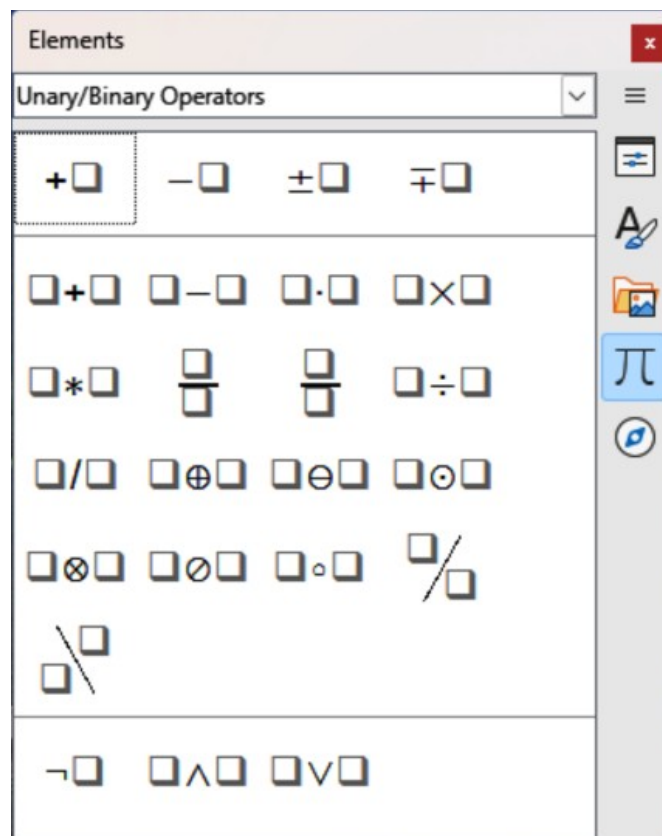 Elements
x
Unary/Binary Operators
+❏ −❏ ±❏ ∓❏
❏+❏ ❏−❏ ❏·❏ ❏×❏
❏∗❏ ❏/❏ ❏/❏ ❏÷❏
❏/❏ ❏⊕❏ ❏⊖❏ ❏⊙❏
❏⊗❏ ❏⊘❏ ❏∘❏ ❏/❏
❏\❏
¬❏ ❏∧❏ ❏∨❏